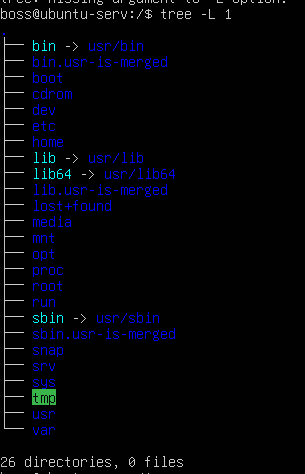 tree: missing argument to -L option.
boss@ubuntu-serv:/$ tree -L 1
.
├── bin -> usr/bin
├── bin.usr-is-merged
├── boot
├── cdrom
├── dev
├── etc
├── home
├── lib -> usr/lib
├── lib64 -> usr/lib64
├── lib.usr-is-merged
├── lost+found
├── media
├── mnt
├── opt
├── proc
├── root
├── run
├── sbin -> usr/sbin
├── sbin.usr-is-merged
├── snap
├── srv
├── sys
├── tmp
├── usr
└── var

26 directories, 0 files